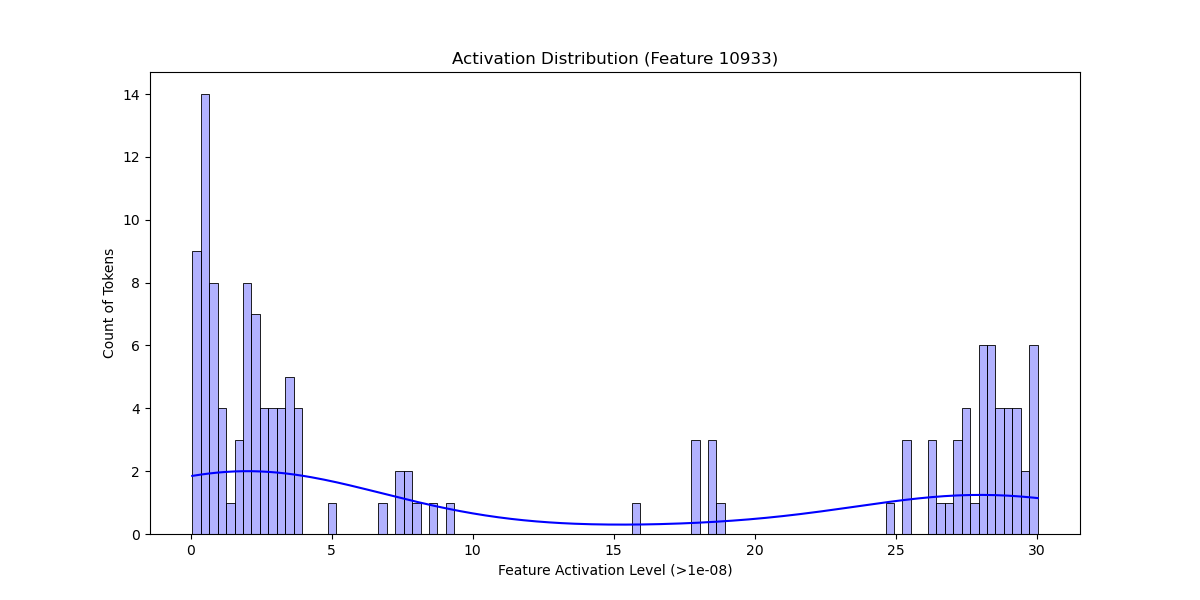 Activation Distribution (Feature 10933)
14
12
10
8
6
4
2
0
Count of Tokens
0 5 10 15 20 25 30
Feature Activation Level (>1e-08)